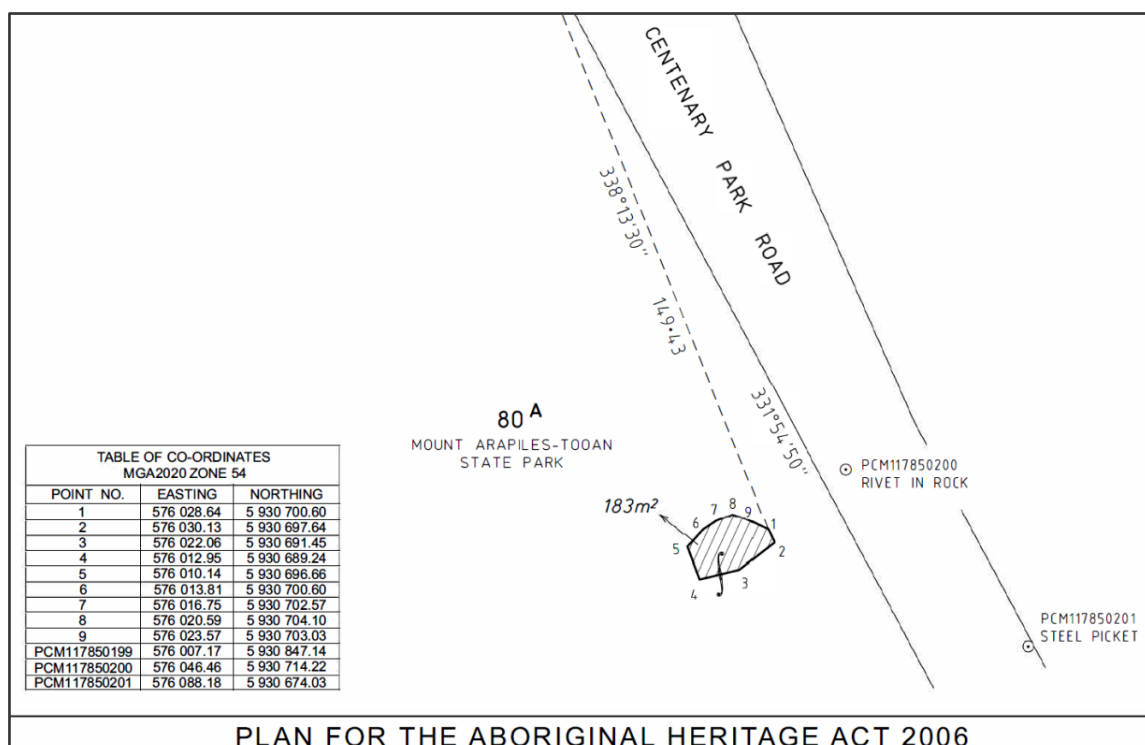 CENTENARY PARK ROAD
338°13'30"
149·43
331°54'50"
80 A
MOUNT ARAPILES-TOOAN
STATE PARK
PCM117850200
RIVET IN ROCK
183m²
1
2
3
4
5
6
7
8
9
PCM117850201
STEEL PICKET
TABLE OF CO-ORDINATES
MGA2020 ZONE 54
POINT NO. EASTING NORTHING
1 576 028.64 5 930 700.60
2 576 030.13 5 930 697.64
3 576 022.06 5 930 691.45
4 576 012.95 5 930 689.24
5 576 010.14 5 930 696.66
6 576 013.81 5 930 700.60
7 576 016.75 5 930 702.57
8 576 020.59 5 930 704.10
9 576 023.57 5 930 703.03
PCM117850199 576 007.17 5 930 847.14
PCM117850200 576 046.46 5 930 714.22
PCM117850201 576 088.18 5 930 674.03
PLAN FOR THE ABORIGINAL HERITAGE ACT 2006